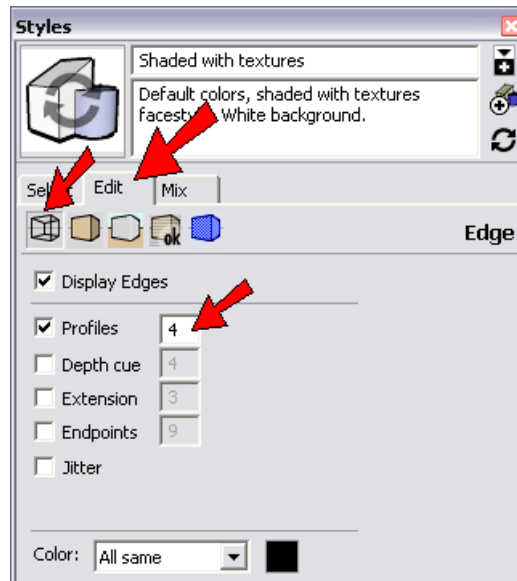 Styles
Shaded with textures
Default colors, shaded with textures
White background.
Edit
Mix
ok
Edge
Display Edges
Profiles 4
Depth cue 4
Extension 3
Endpoints 9
Jitter
Color: All same